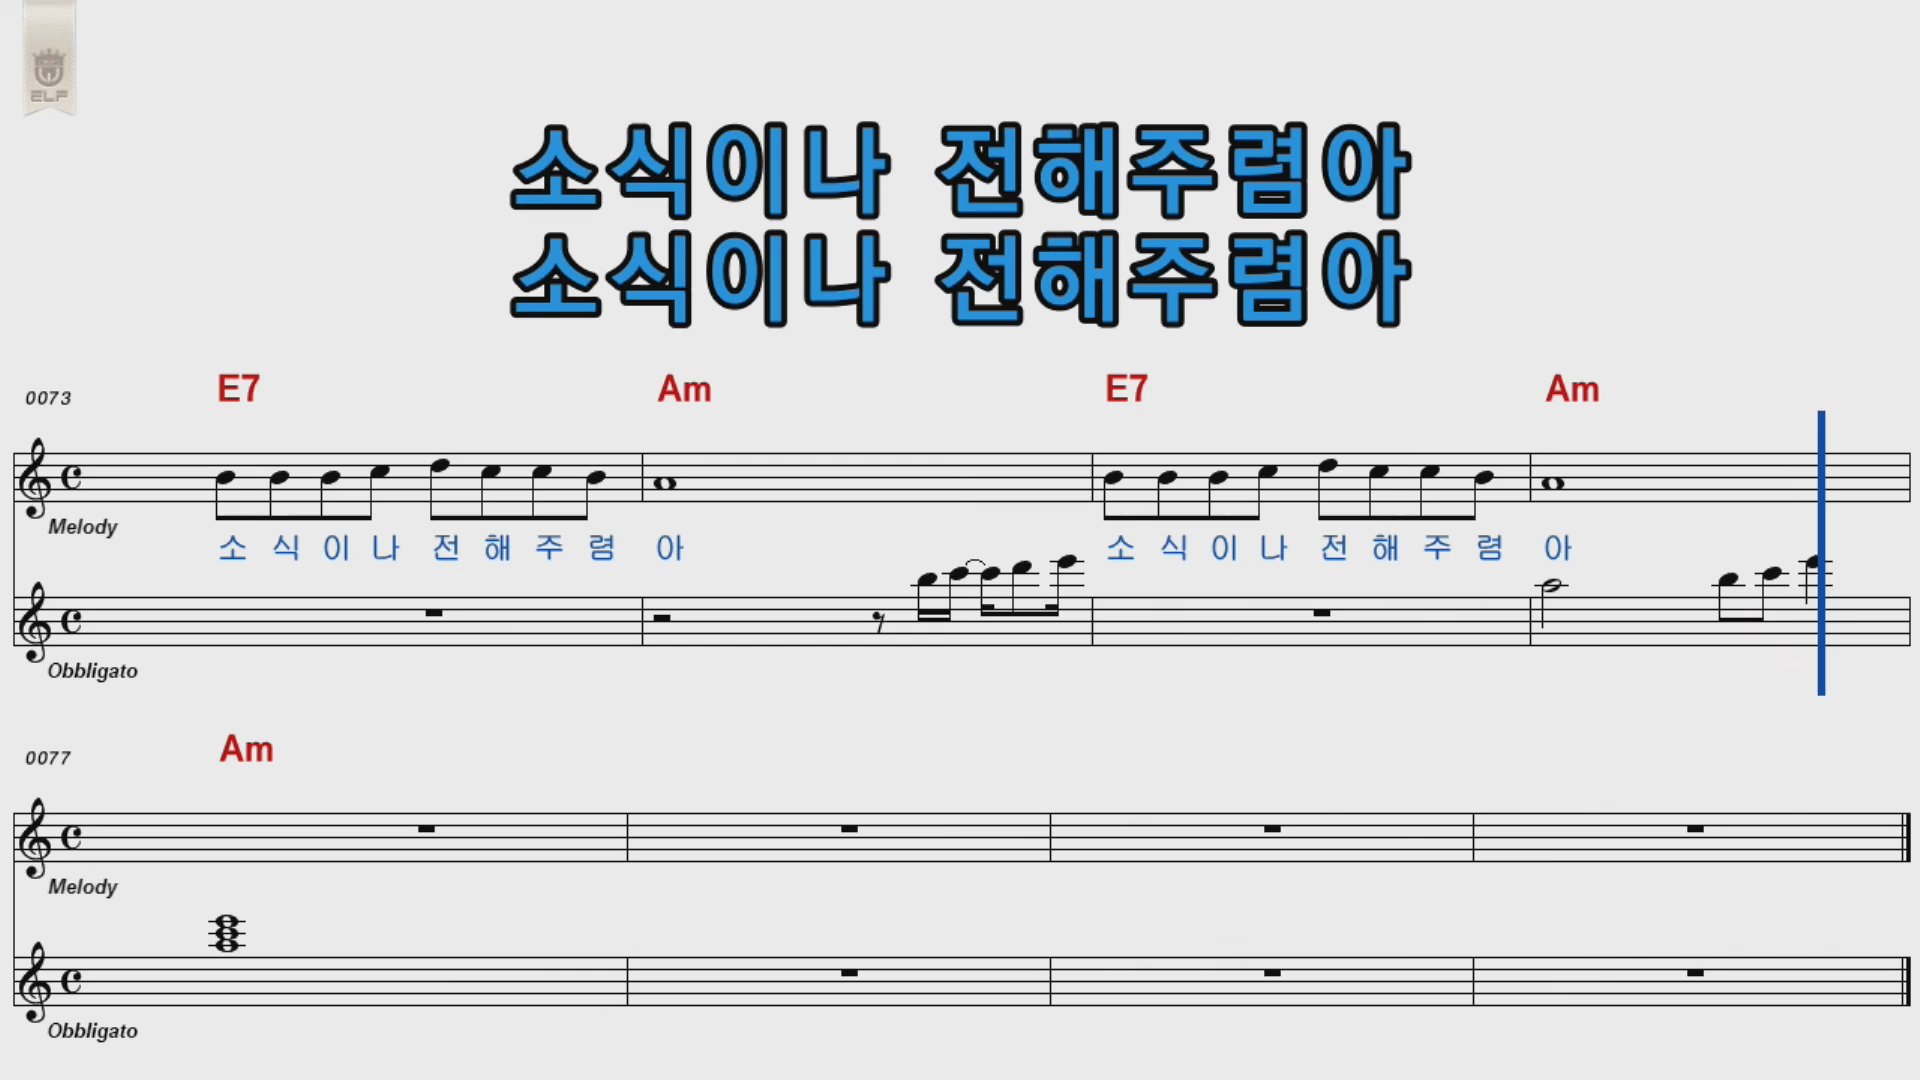 ELF
소식이나 전해주렴아
소식이나 전해주렴아
0073 E7 Am E7 Am
Melody
소 식 이 나 전 해 주 렴 아 소 식 이 나 전 해 주 렴 아
Obbligato
0077 Am
Melody
Obbligato